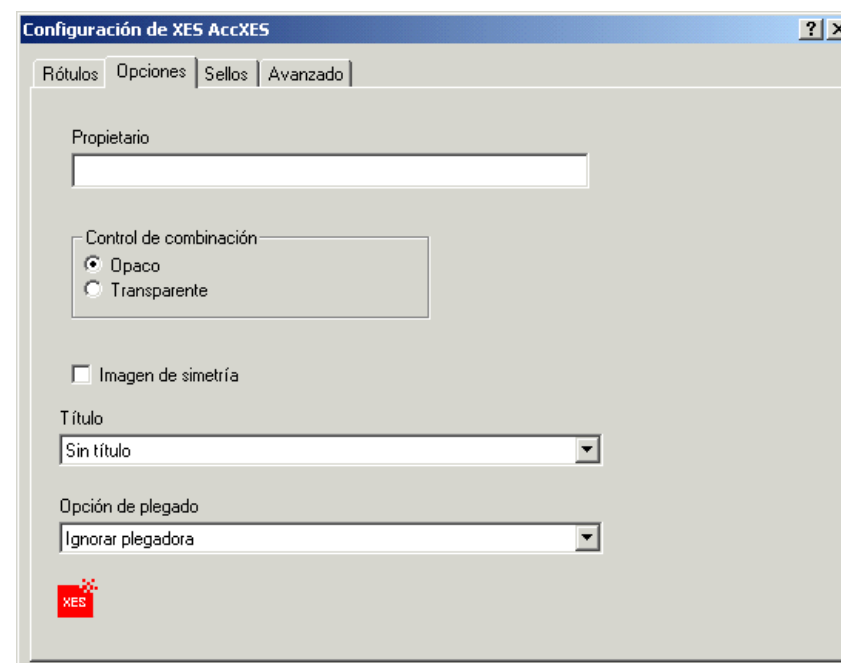 Configuración de XES AccXES
Rótulos Opciones Sellos Avanzado
Propietario
Control de combinación
Opaco
Transparente
Imagen de simetría
Título
Sin título
Opción de plegado
Ignorar plegadora
XES